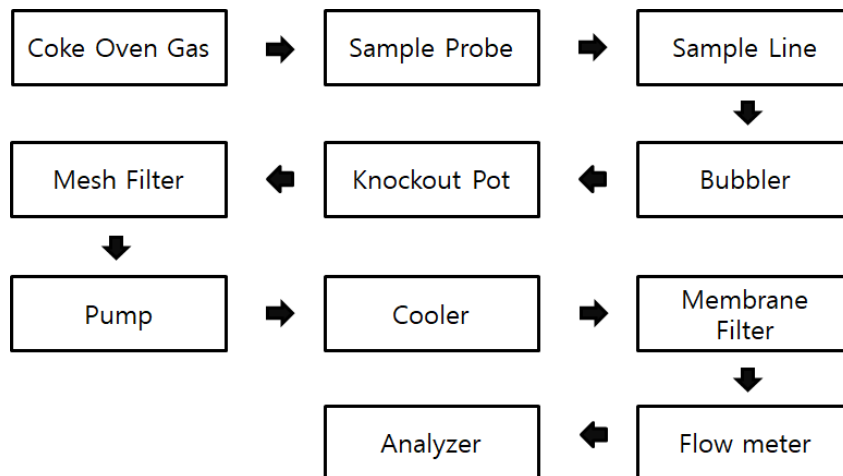 Coke Oven Gas
Sample Probe
Sample Line
Bubbler
Knockout Pot
Mesh Filter
Pump
Cooler
Membrane
Filter
Flow meter
Analyzer